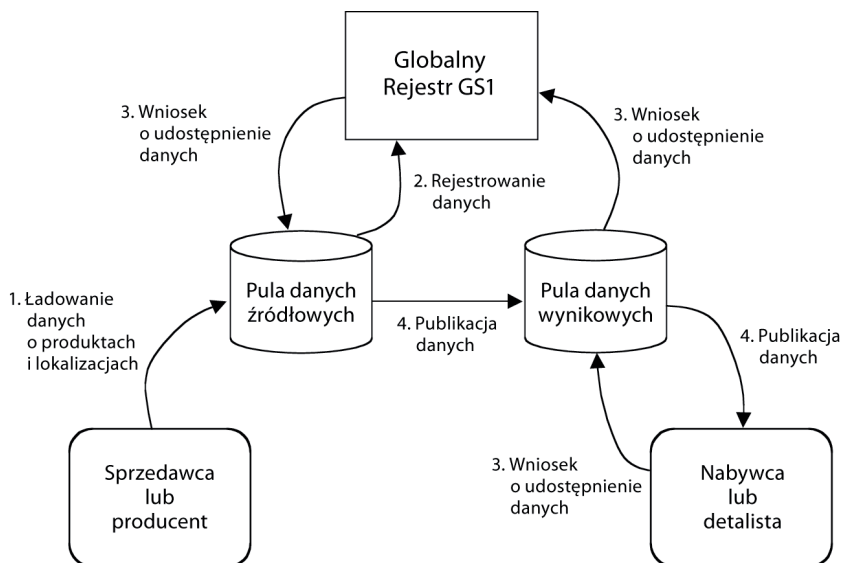 Globalny
Rejestr GS1
3. Wniosek
o udostępnienie
danych
3. Wniosek
o udostępnienie
danych
2. Rejestrowanie
danych
Pula danych
źródłowych
Pula danych
wynikowych
1. Ładowanie
danych
o produktach
i lokalizacjach
4. Publikacja
danych
4. Publikacja
danych
Sprzedawca
lub
producent
3. Wniosek
o udostępnienie
danych
Nabywca
lub
detalista